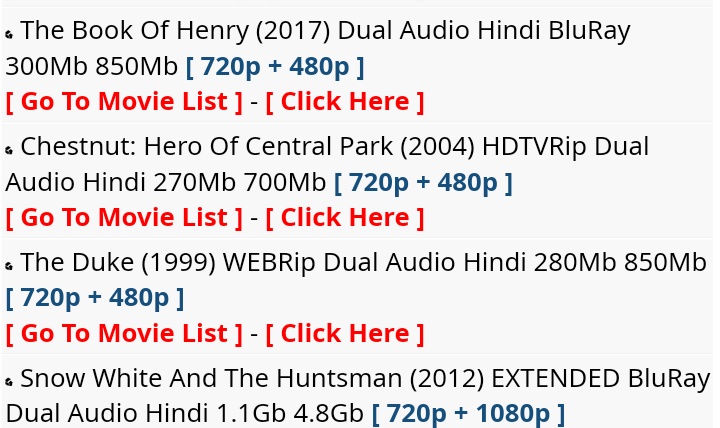 The Book Of Henry (2017) Dual Audio Hindi BluRay
300Mb 850Mb [ 720p + 480p ]
[ Go To Movie List ] - [ Click Here ]
Chestnut: Hero Of Central Park (2004) HDTVRip Dual
Audio Hindi 270Mb 700Mb [ 720p + 480p ]
[ Go To Movie List ] - [ Click Here ]
The Duke (1999) WEBRip Dual Audio Hindi 280Mb 850Mb
[ 720p + 480p ]
[ Go To Movie List ] - [ Click Here ]
Snow White And The Huntsman (2012) EXTENDED BluRay
Dual Audio Hindi 1.1Gb 4.8Gb [ 720p + 1080p ]